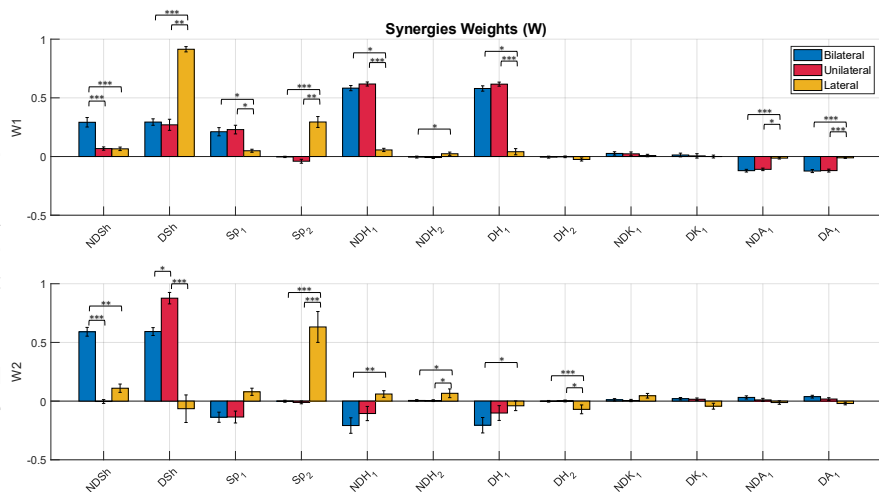 Synergies Weights (W)
Bilateral
Unilateral
Lateral
W1
1
0.5
0
-0.5
***
***
***
**
*
*
***
**
*
***
*
*
***
***
*
***
***
NDSh
DSh
Sp₁
Sp₂
NDH₁
NDH₂
DH₁
DH₂
NDK₁
DK₁
NDA₁
DA₁
W2
1
0.5
0
-0.5
**
***
*
***
***
***
**
*
*
*
***
*
NDSh
DSh
Sp₁
Sp₂
NDH₁
NDH₂
DH₁
DH₂
NDK₁
DK₁
NDA₁
DA₁